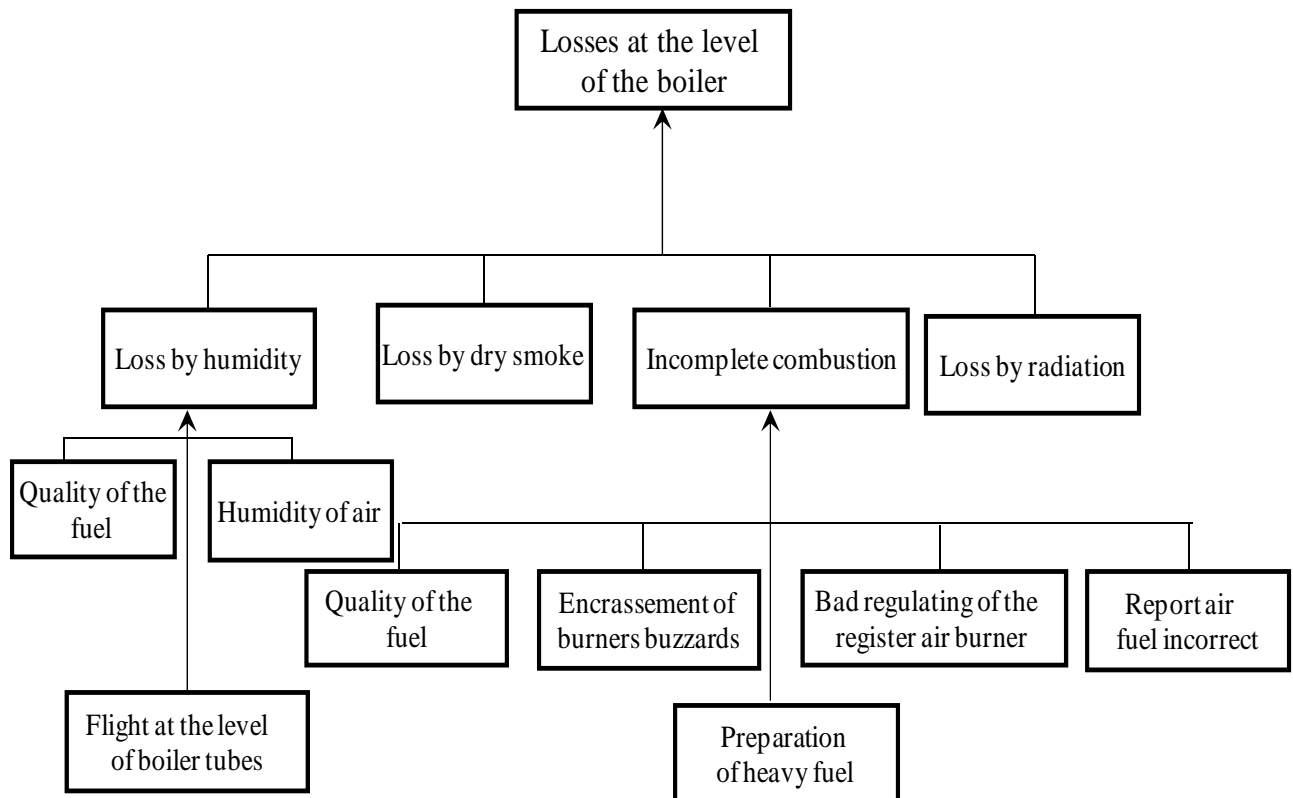 Losses at the level
of the boiler
Loss by humidity
Loss by dry smoke
Incomplete combustion
Loss by radiation
Quality of the
fuel
Humidity of air
Quality of the
fuel
Encrassement of
burners buzzards
Bad regulating of the
register air burner
Report air
fuel incorrect
Flight at the level
of boiler tubes
Preparation
of heavy fuel